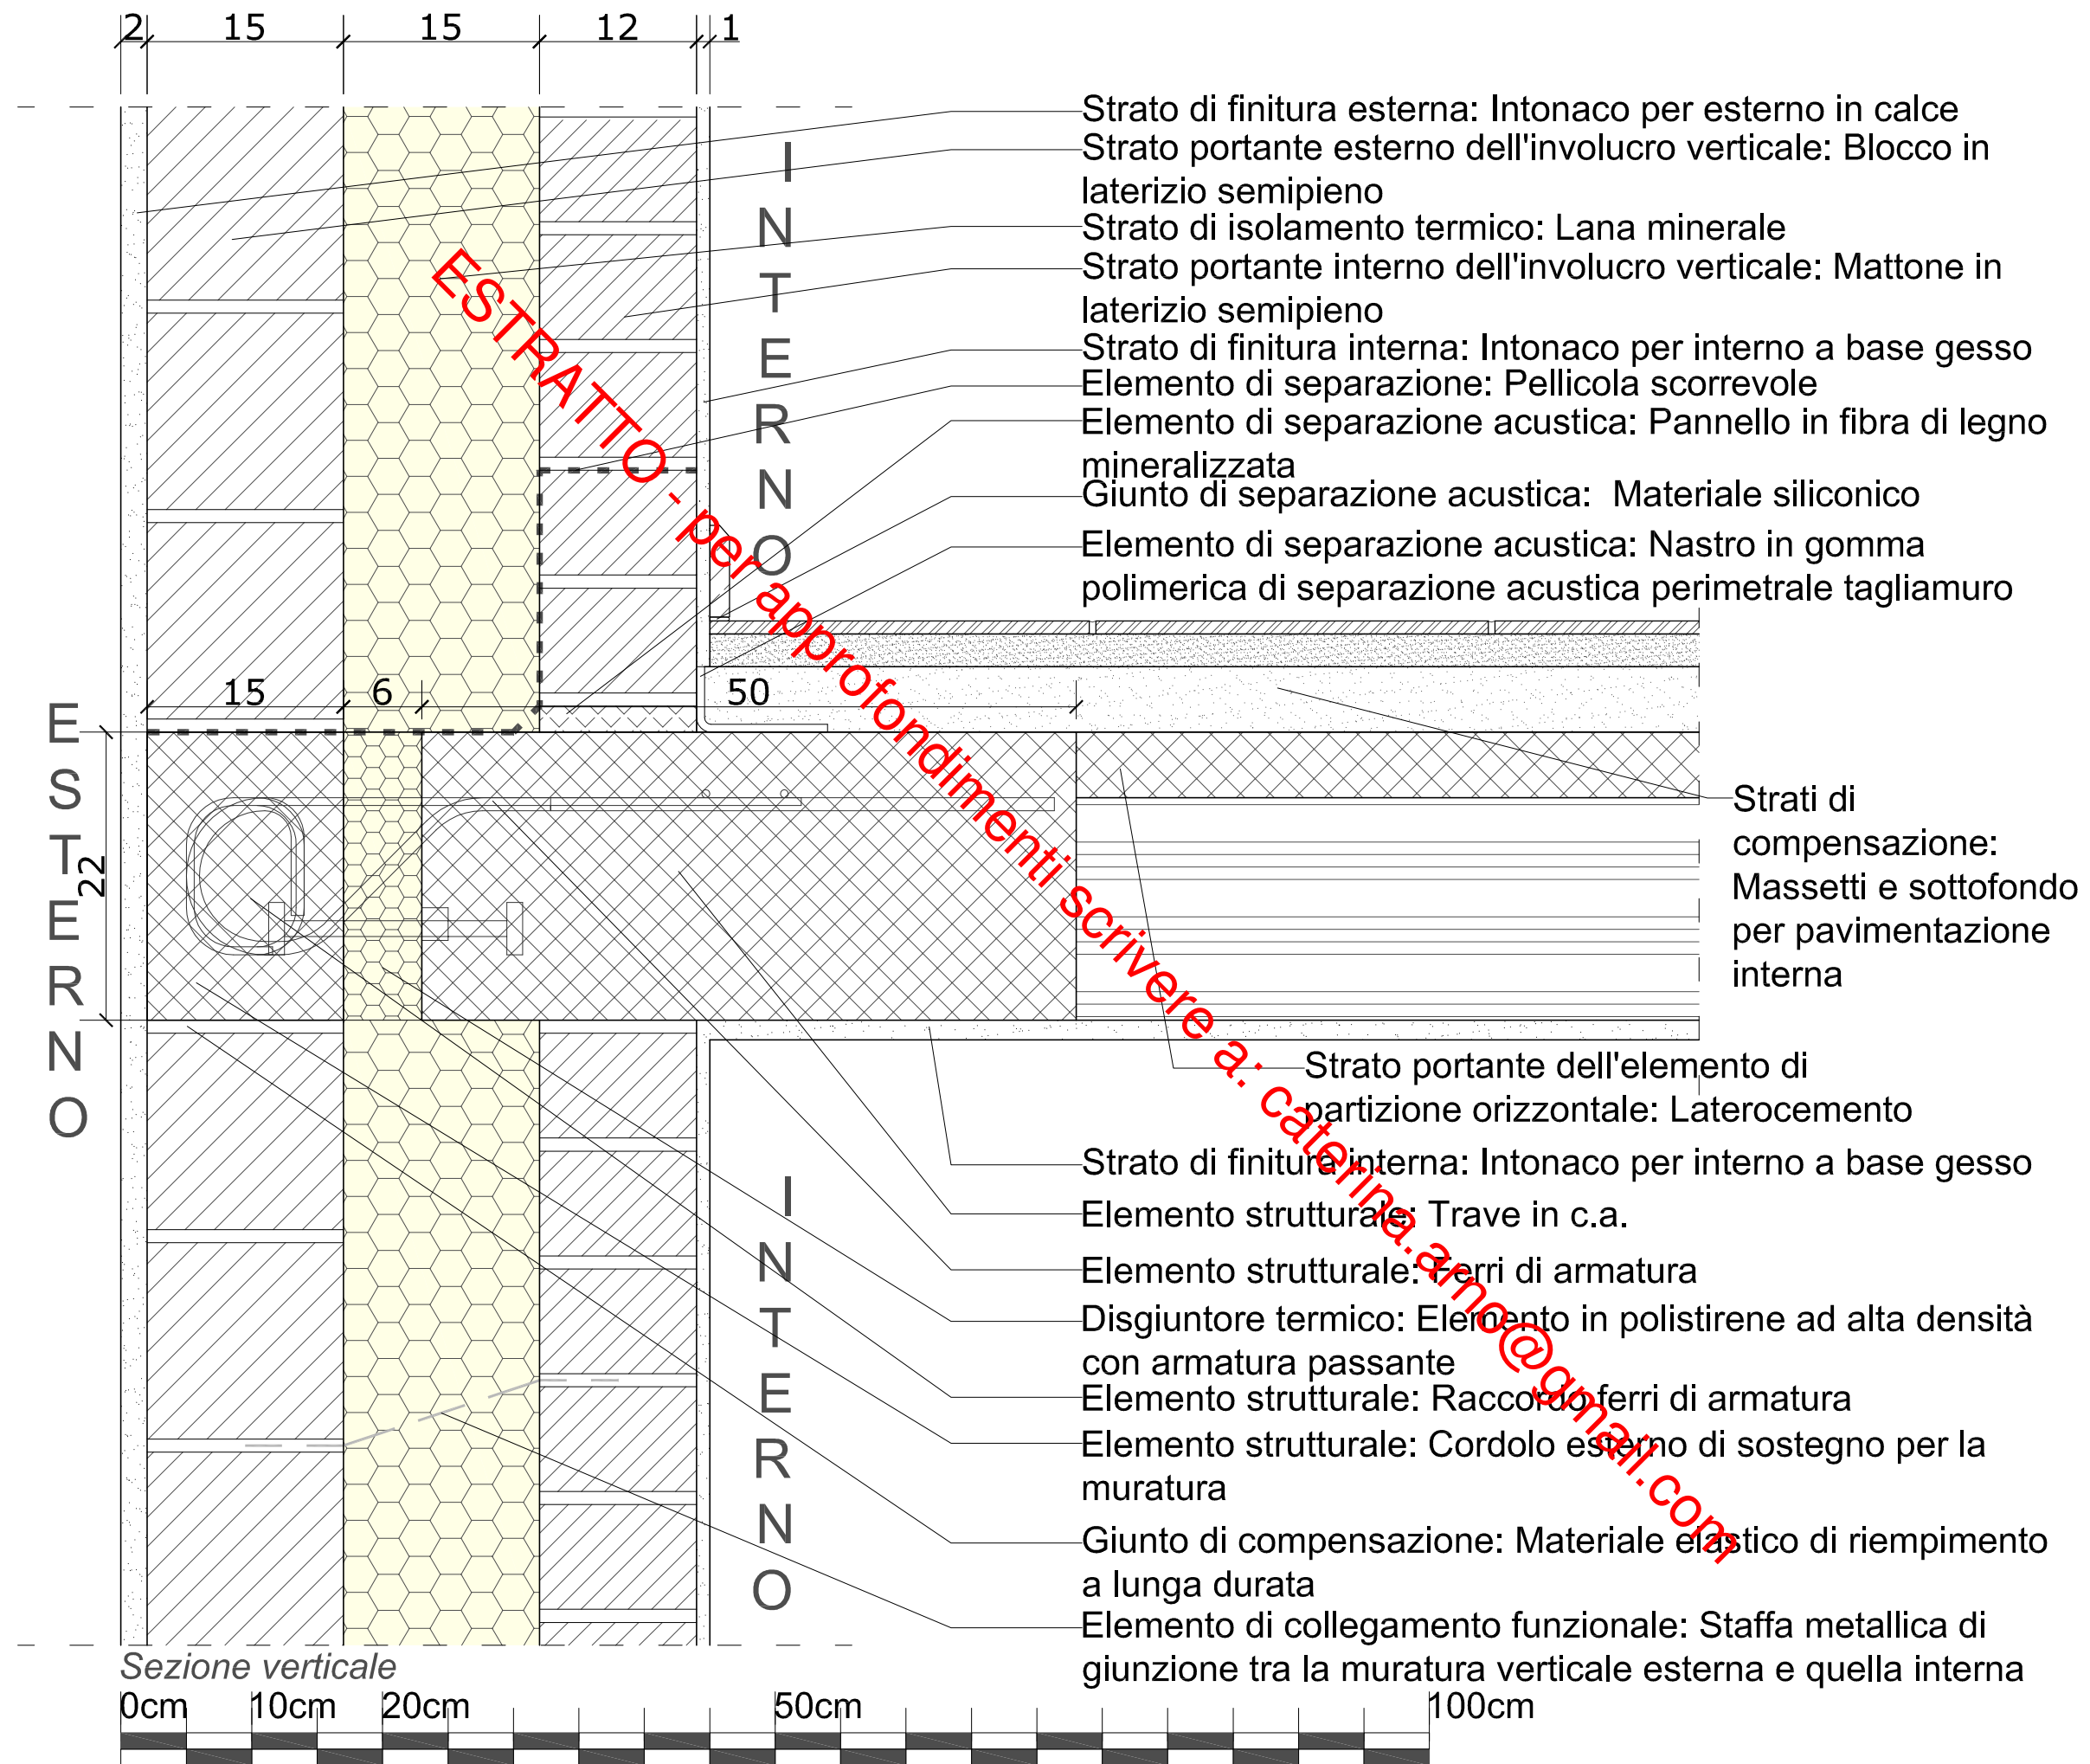 2 15 15 12 1
Strato di finitura esterna: Intonaco per esterno in calce
Strato portante esterno dell'involucro verticale: Blocco in
laterizio semipieno
Strato di isolamento termico: Lana minerale
Strato portante interno dell'involucro verticale: Mattone in
laterizio semipieno
Strato di finitura interna: Intonaco per interno a base gesso
Elemento di separazione: Pellicola scorrevole
Elemento di separazione acustica: Pannello in fibra di legno
mineralizzata
Giunto di separazione acustica: Materiale siliconico
Elemento di separazione acustica: Nastro in gomma
polimerica di separazione acustica perimetrale tagliamuro
INTERNO
ESTRATTO - per approfondimenti scrivere a: caterina.arno@gmail.com
15 6 50
ESTERNO
22
Strati di
compensazione:
Massetti e sottofondo
per pavimentazione
interna
Strato portante dell'elemento di
partizione orizzontale: Laterocemento
Strato di finitura interna: Intonaco per interno a base gesso
Elemento strutturale: Trave in c.a.
Elemento strutturale: Ferri di armatura
Disgiuntore termico: Elemento in polistirene ad alta densità
con armatura passante
Elemento strutturale: Raccordo ferri di armatura
Elemento strutturale: Cordolo esterno di sostegno per la
muratura
Giunto di compensazione: Materiale elastico di riempimento
a lunga durata
Elemento di collegamento funzionale: Staffa metallica di
giunzione tra la muratura verticale esterna e quella interna
INTERNO
Sezione verticale
0cm 10cm 20cm 50cm 100cm